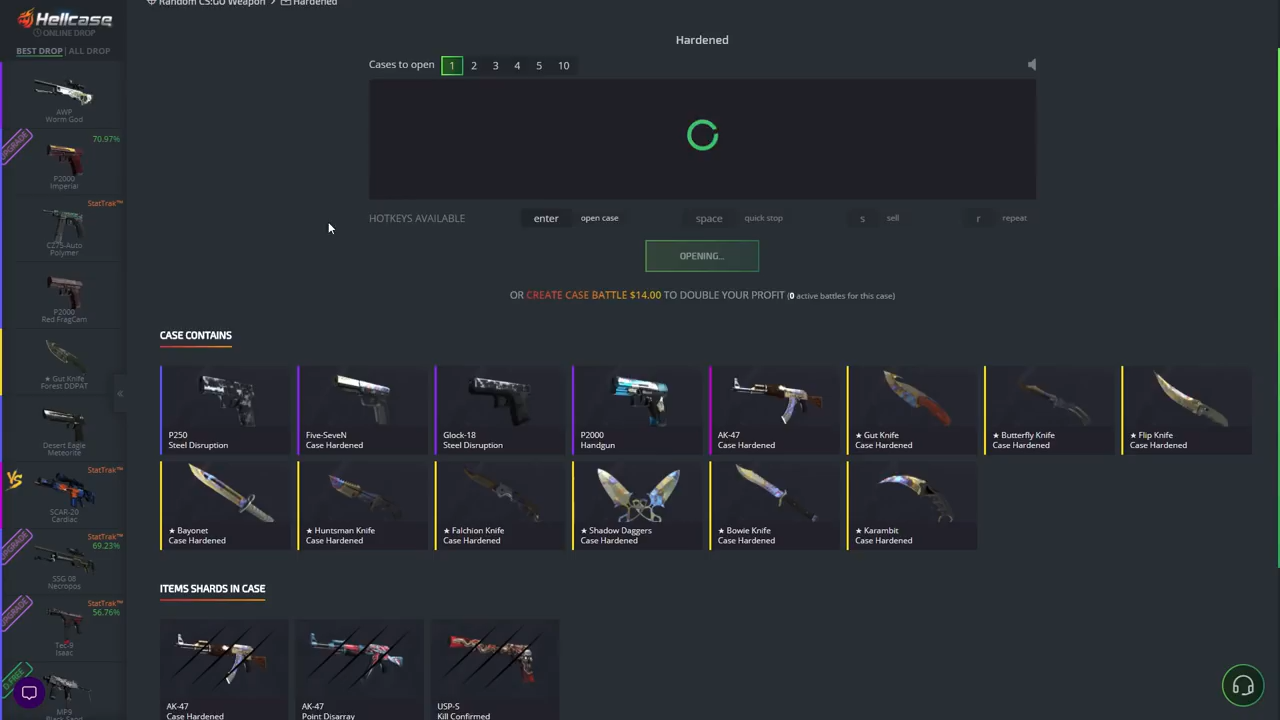 Random CS:GO Weapon > Hardened
Hellcase
ONLINE DROP
BEST DROP | ALL DROP
AWP
Worm God
UPGRADE
70.97%
P2000
Imperial
StatTrak™
CZ75-Auto
Polymer
P2000
Red FragCam
★ Gut Knife
Forest DDPAT
Desert Eagle
Meteorite
VS
StatTrak™
SCAR-20
Cardiac
UPGRADE
StatTrak™
69.23%
SSG 08
Necropos
UPGRADE
StatTrak™
56.76%
Tec-9
Isaac
MP9
Hardened
Cases to open 1 2 3 4 5 10
HOTKEYS AVAILABLE enter open case space quick stop s sell r repeat
OPENING...
OR CREATE CASE BATTLE $14.00 TO DOUBLE YOUR PROFIT (0 active battles for this case)
CASE CONTAINS
P250
Steel Disruption
Five-SeveN
Case Hardened
Glock-18
Steel Disruption
P2000
Handgun
AK-47
Case Hardened
★ Gut Knife
Case Hardened
★ Butterfly Knife
Case Hardened
★ Flip Knife
Case Hardened
★ Bayonet
Case Hardened
★ Huntsman Knife
Case Hardened
★ Falchion Knife
Case Hardened
★ Shadow Daggers
Case Hardened
★ Bowie Knife
Case Hardened
★ Karambit
Case Hardened
ITEMS SHARDS IN CASE
AK-47
Case Hardened
AK-47
Point Disarray
USP-S
Kill Confirmed